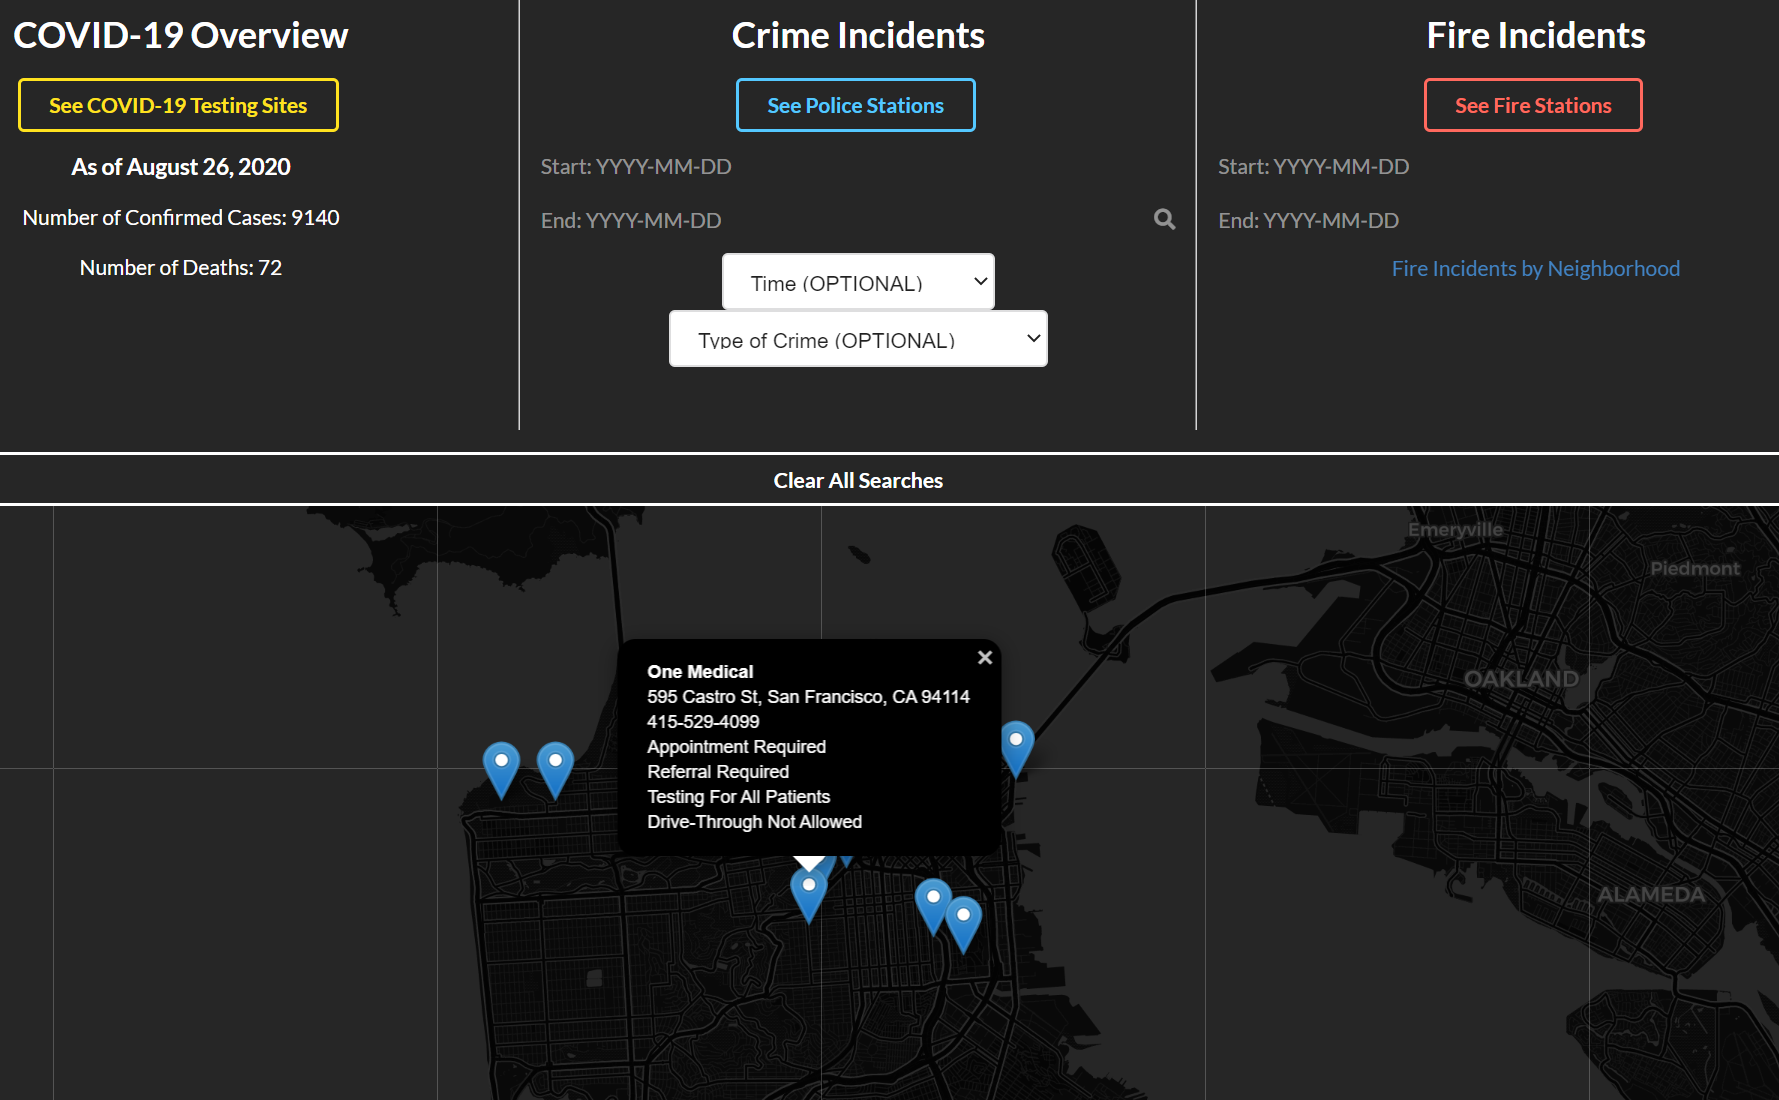 COVID-19 Overview
See COVID-19 Testing Sites
As of August 26, 2020
Number of Confirmed Cases: 9140
Number of Deaths: 72
Crime Incidents
See Police Stations
Start: YYYY-MM-DD
End: YYYY-MM-DD
Time (OPTIONAL)
Type of Crime (OPTIONAL)
Fire Incidents
See Fire Stations
Start: YYYY-MM-DD
End: YYYY-MM-DD
Fire Incidents by Neighborhood
Clear All Searches
Emeryville
Piedmont
OAKLAND
ALAMEDA
One Medical
595 Castro St, San Francisco, CA 94114
415-529-4099
Appointment Required
Referral Required
Testing For All Patients
Drive-Through Not Allowed